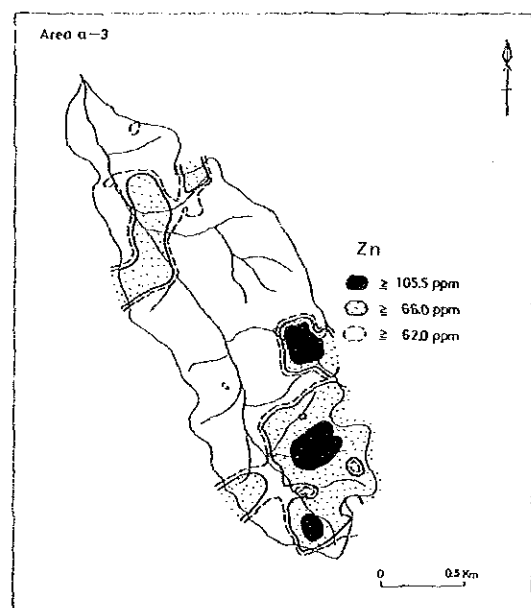 Area a-3
Zn
≥ 105.5 ppm
≥ 66.0 ppm
≥ 62.0 ppm
0 0.5 Km